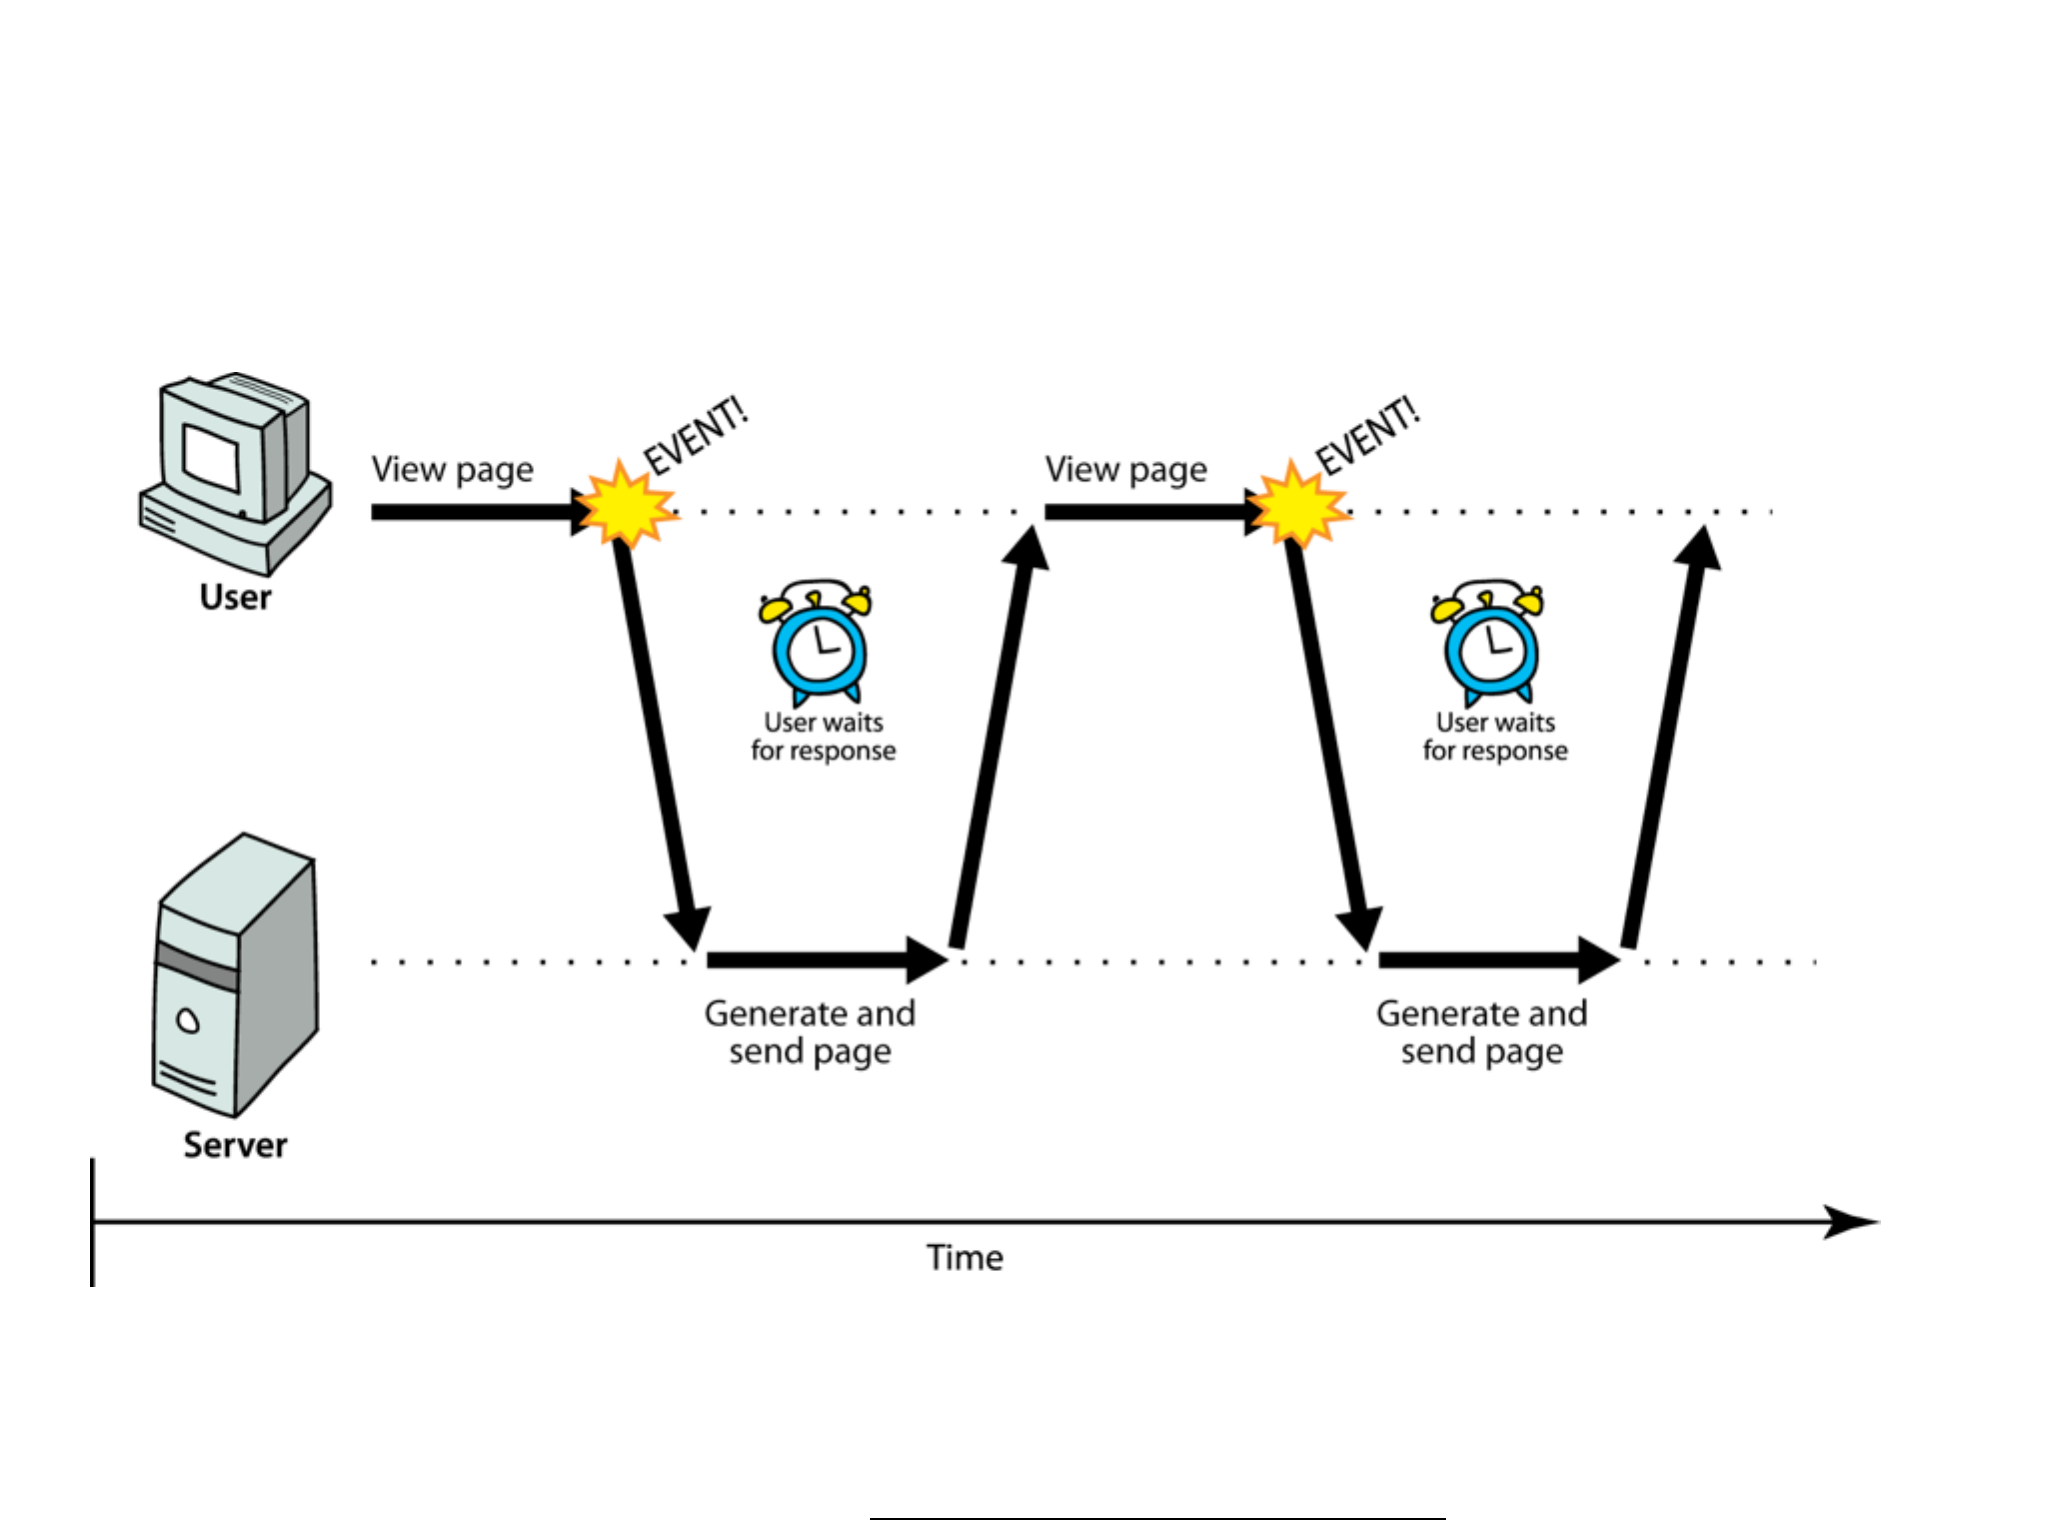 EVENT!
EVENT!
View page
View page
User
User waits
for response
User waits
for response
Generate and
send page
Generate and
send page
Server
Time